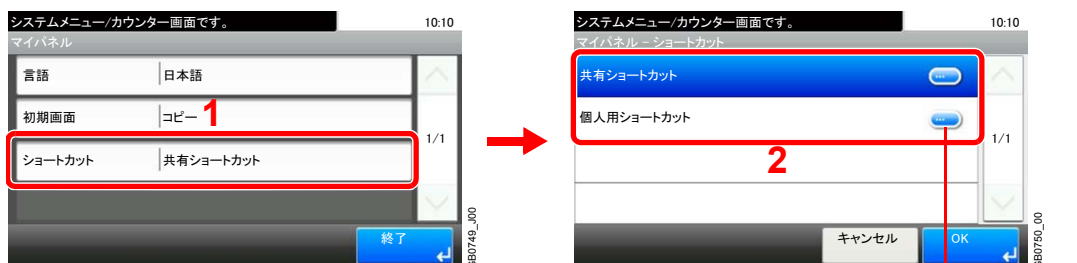 システムメニュー/カウンター画面です。 10:10
マイパネル
言語 日本語
初期画面 コピー
1
1/1
ショートカット 共有ショートカット
終了
システムメニュー/カウンター画面です。 10:10
マイパネル - ショートカット
共有ショートカット
個人用ショートカット
1/1
2
キャンセル OK